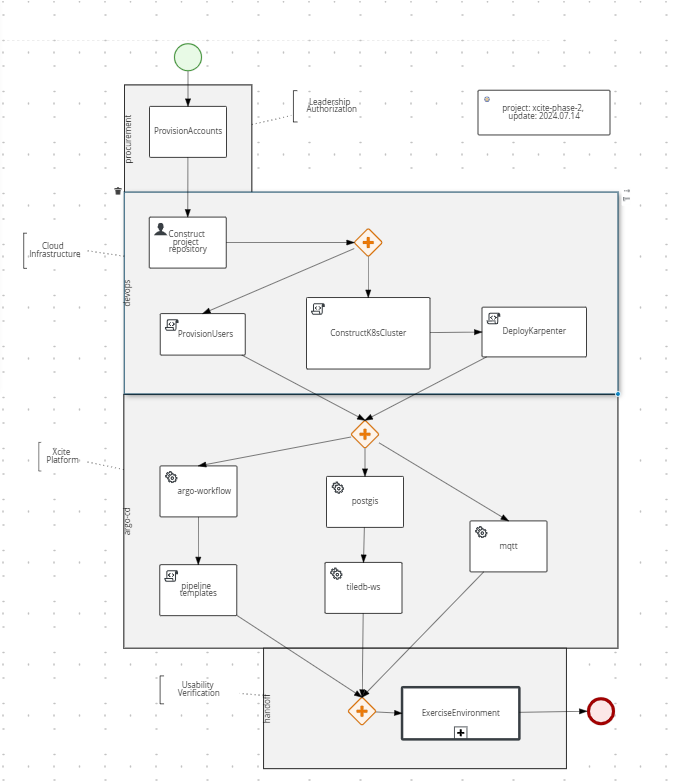 Leadership
Authorization
project: xcite-phase-2,
update: 2024.07.14
procurement
ProvisionAccounts
Cloud
Infrastructure
devops
Construct
project
repository
ProvisionUsers
ConstructK8sCluster
DeployKarpenter
Xcite
Platform
argo-cd
argo-workflow
postgis
mqtt
pipeline
templates
tiledb-ws
Usability
Verification
handoff
ExerciseEnvironment